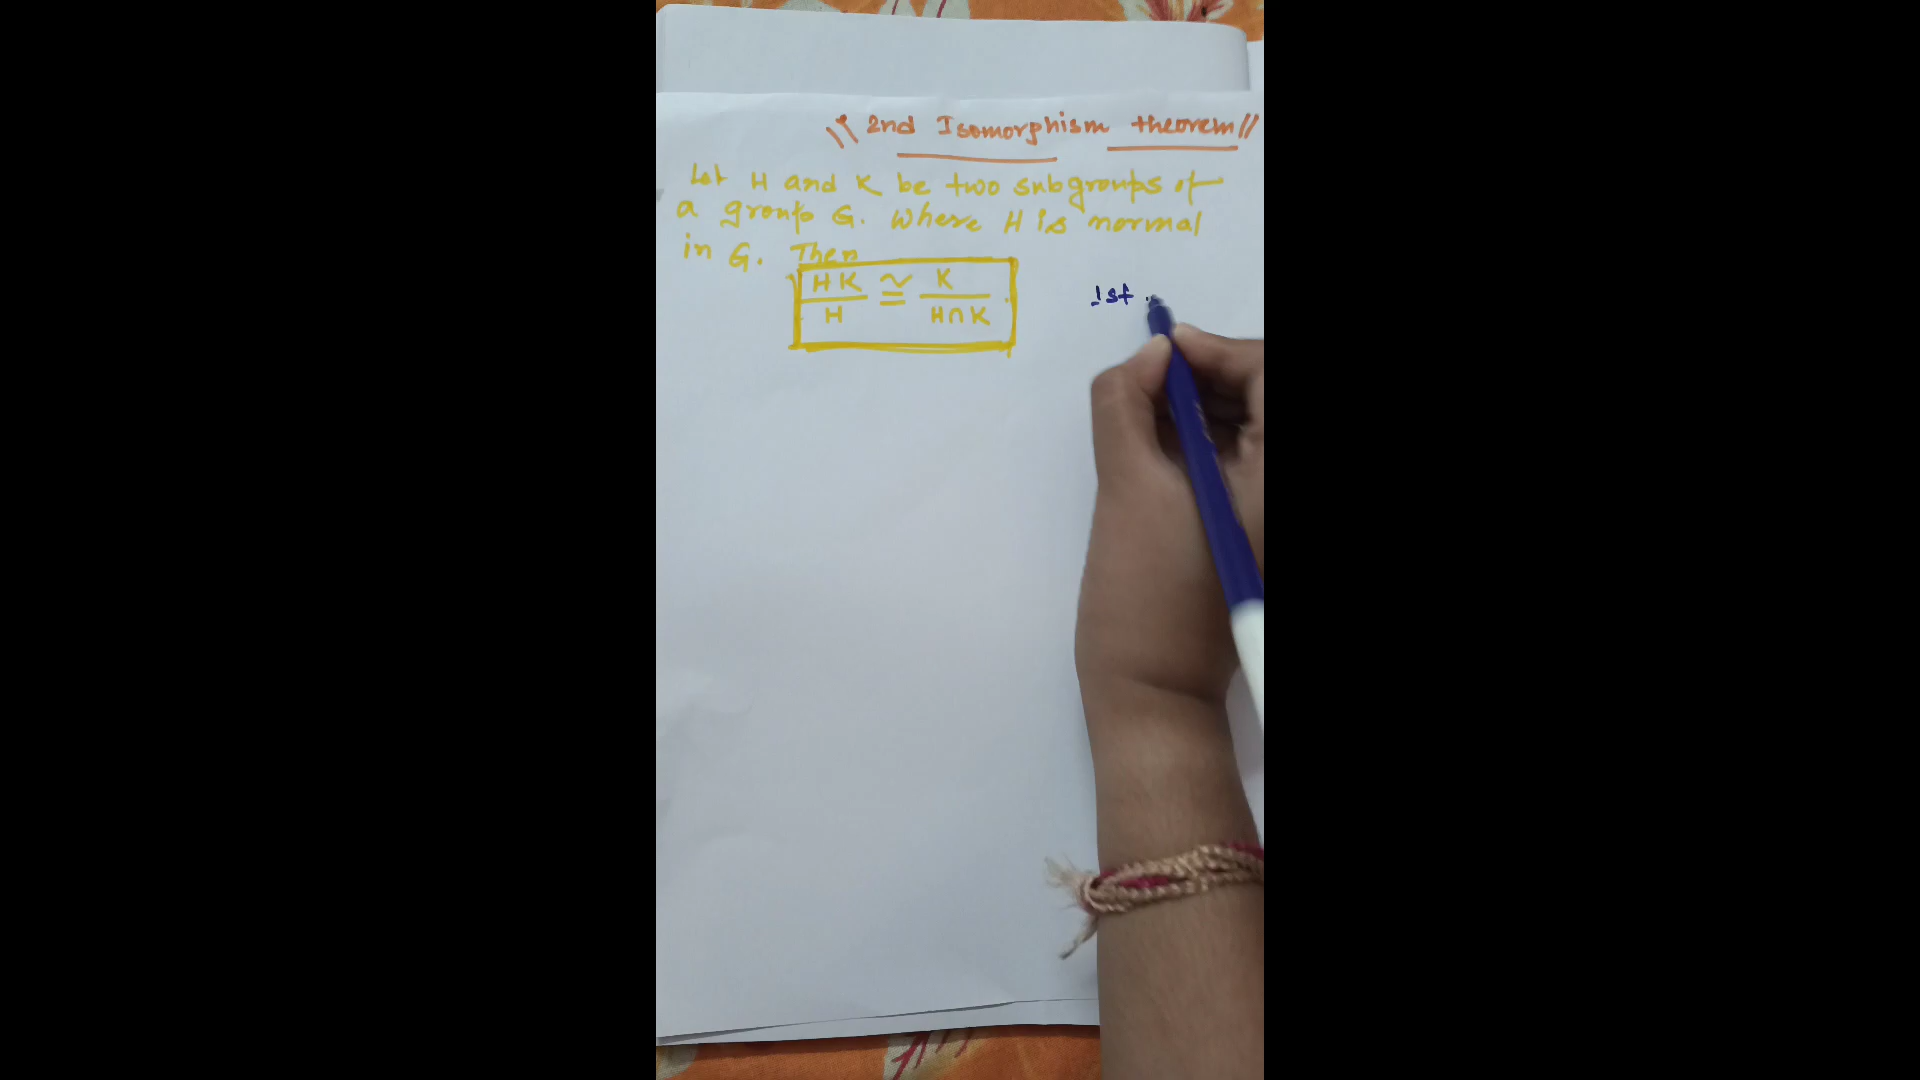 \\ 2nd Isomorphism theorem //
Let H and K be two subgroups of
a group G. Where H is normal
in G. Then
HK/H ≅ K/H∩K
1st